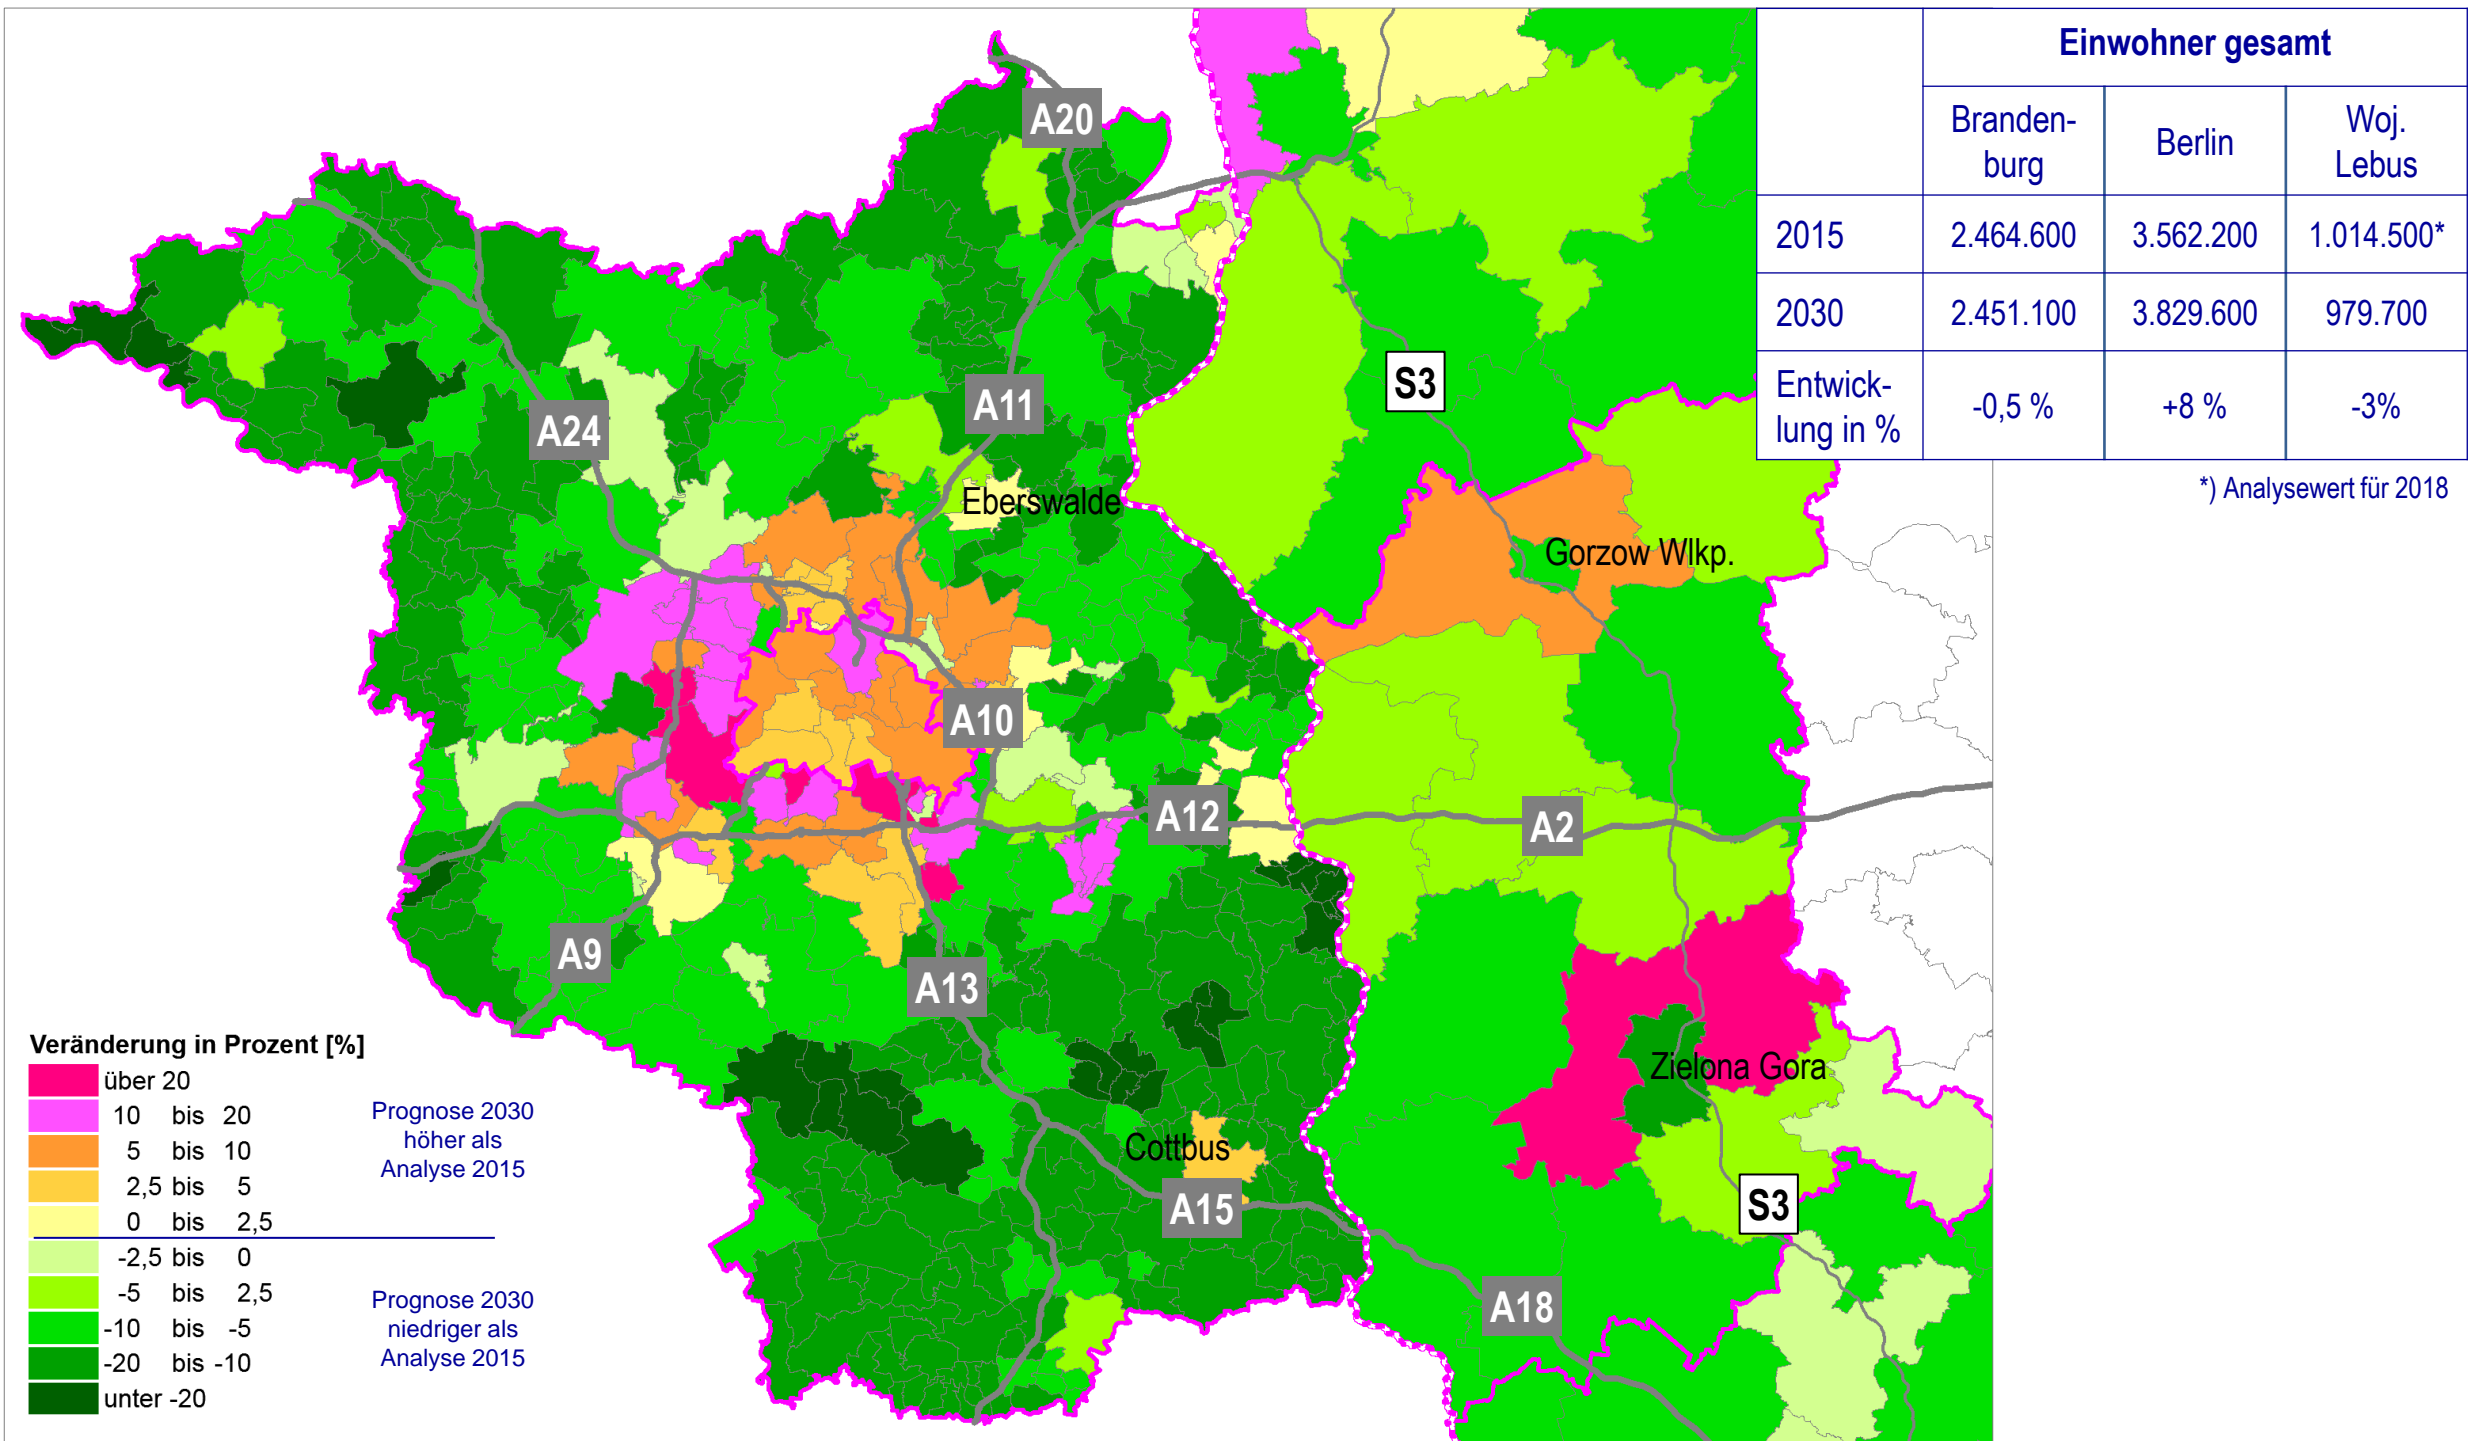 Einwohner gesamt
Branden-
burg
Berlin
Woj.
Lebus
2015
2.464.600
3.562.200
1.014.500*
2030
2.451.100
3.829.600
979.700
Entwick-
lung in %
-0,5 %
+8 %
-3%
*) Analysewert für 2018
A20
S3
A11
A24
Eberswalde
Gorzow Wlkp.
A10
A12
A2
A9
A13
Zielona Gora
Cottbus
A15
S3
A18
Veränderung in Prozent [%]
über 20
10 bis 20
5 bis 10
2,5 bis 5
0 bis 2,5
-2,5 bis 0
-5 bis 2,5
-10 bis -5
-20 bis -10
unter -20
Prognose 2030
höher als
Analyse 2015
Prognose 2030
niedriger als
Analyse 2015